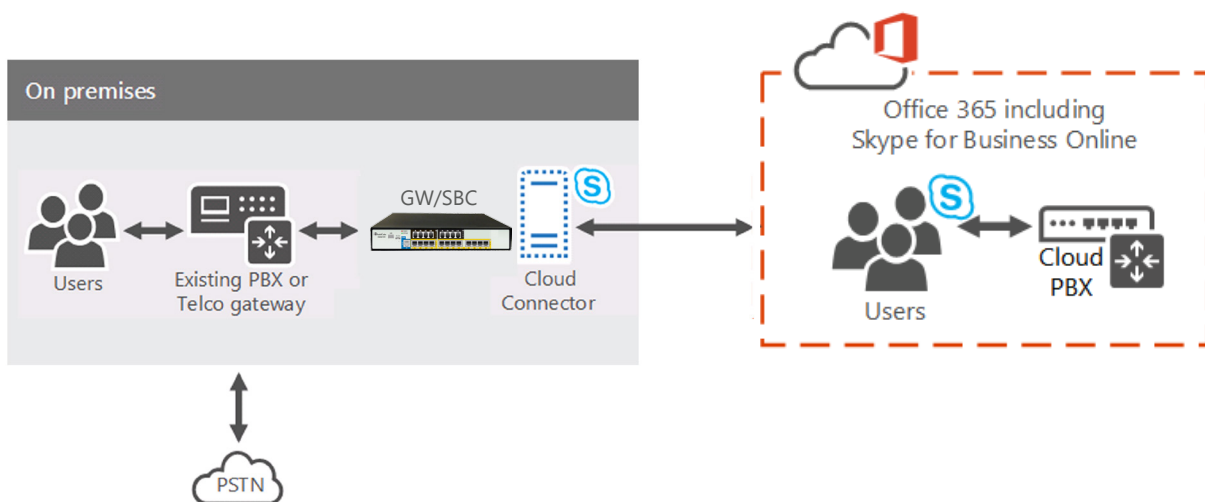 On premises
Users
Existing PBX or
Telco gateway
GW/SBC
Cloud
Connector
PSTN
Office 365 including
Skype for Business Online
Users
Cloud
PBX